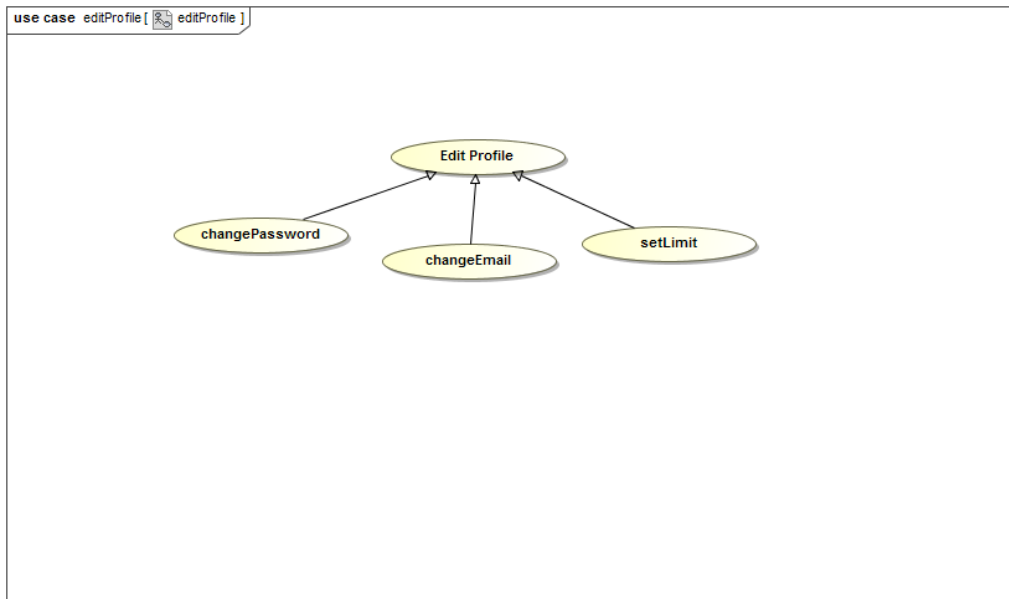 use case editProfile [ editProfile ]
Edit Profile
changePassword
setLimit
changeEmail